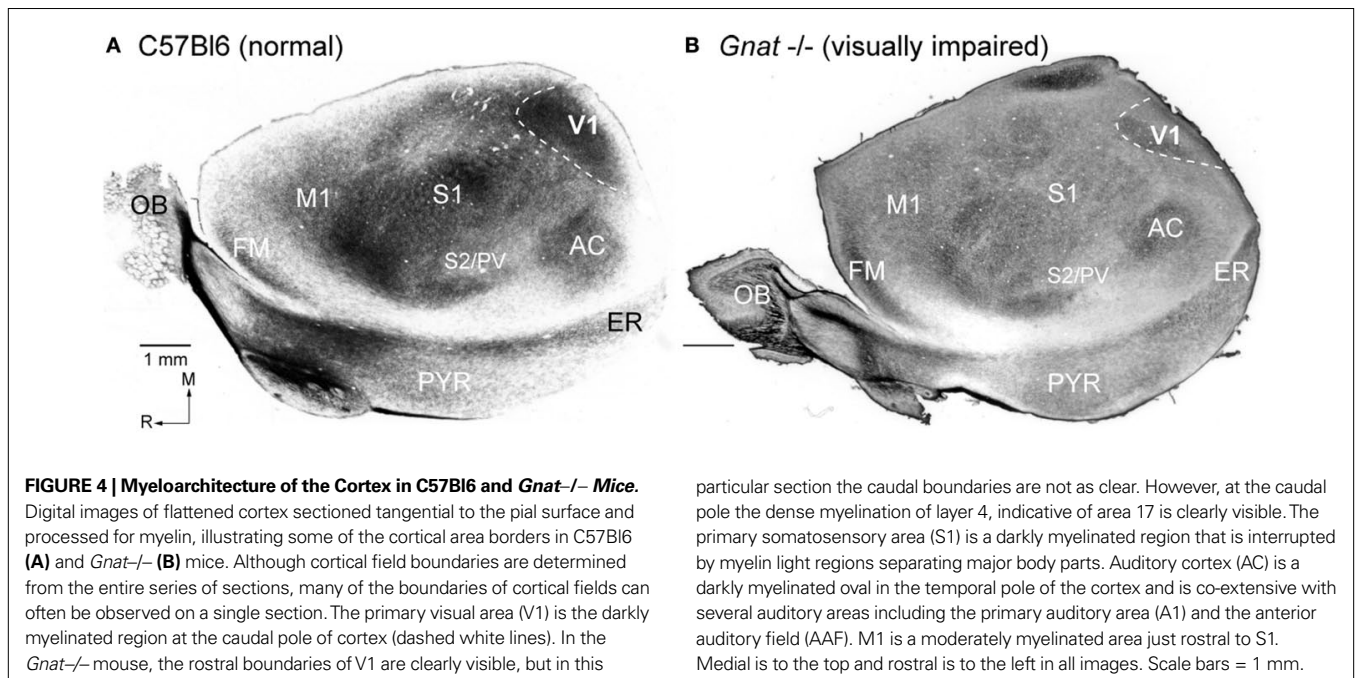 A C57Bl6 (normal)
V1
M1
S1
OB
FM
AC
S2/PV
ER
1 mm
M
R
PYR
B Gnat -/- (visually impaired)
V1
M1
S1
AC
FM
ER
OB
S2/PV
PYR
FIGURE 4 | Myeloarchitecture of the Cortex in C57Bl6 and Gnat–/– Mice.
Digital images of flattened cortex sectioned tangential to the pial surface and
processed for myelin, illustrating some of the cortical area borders in C57Bl6
(A) and Gnat–/– (B) mice. Although cortical field boundaries are determined
from the entire series of sections, many of the boundaries of cortical fields can
often be observed on a single section. The primary visual area (V1) is the darkly
myelinated region at the caudal pole of cortex (dashed white lines). In the
Gnat–/– mouse, the rostral boundaries of V1 are clearly visible, but in this
particular section the caudal boundaries are not as clear. However, at the caudal
pole the dense myelination of layer 4, indicative of area 17 is clearly visible. The
primary somatosensory area (S1) is a darkly myelinated region that is interrupted
by myelin light regions separating major body parts. Auditory cortex (AC) is a
darkly myelinated oval in the temporal pole of the cortex and is co-extensive with
several auditory areas including the primary auditory area (A1) and the anterior
auditory field (AAF). M1 is a moderately myelinated area just rostral to S1.
Medial is to the top and rostral is to the left in all images. Scale bars = 1 mm.